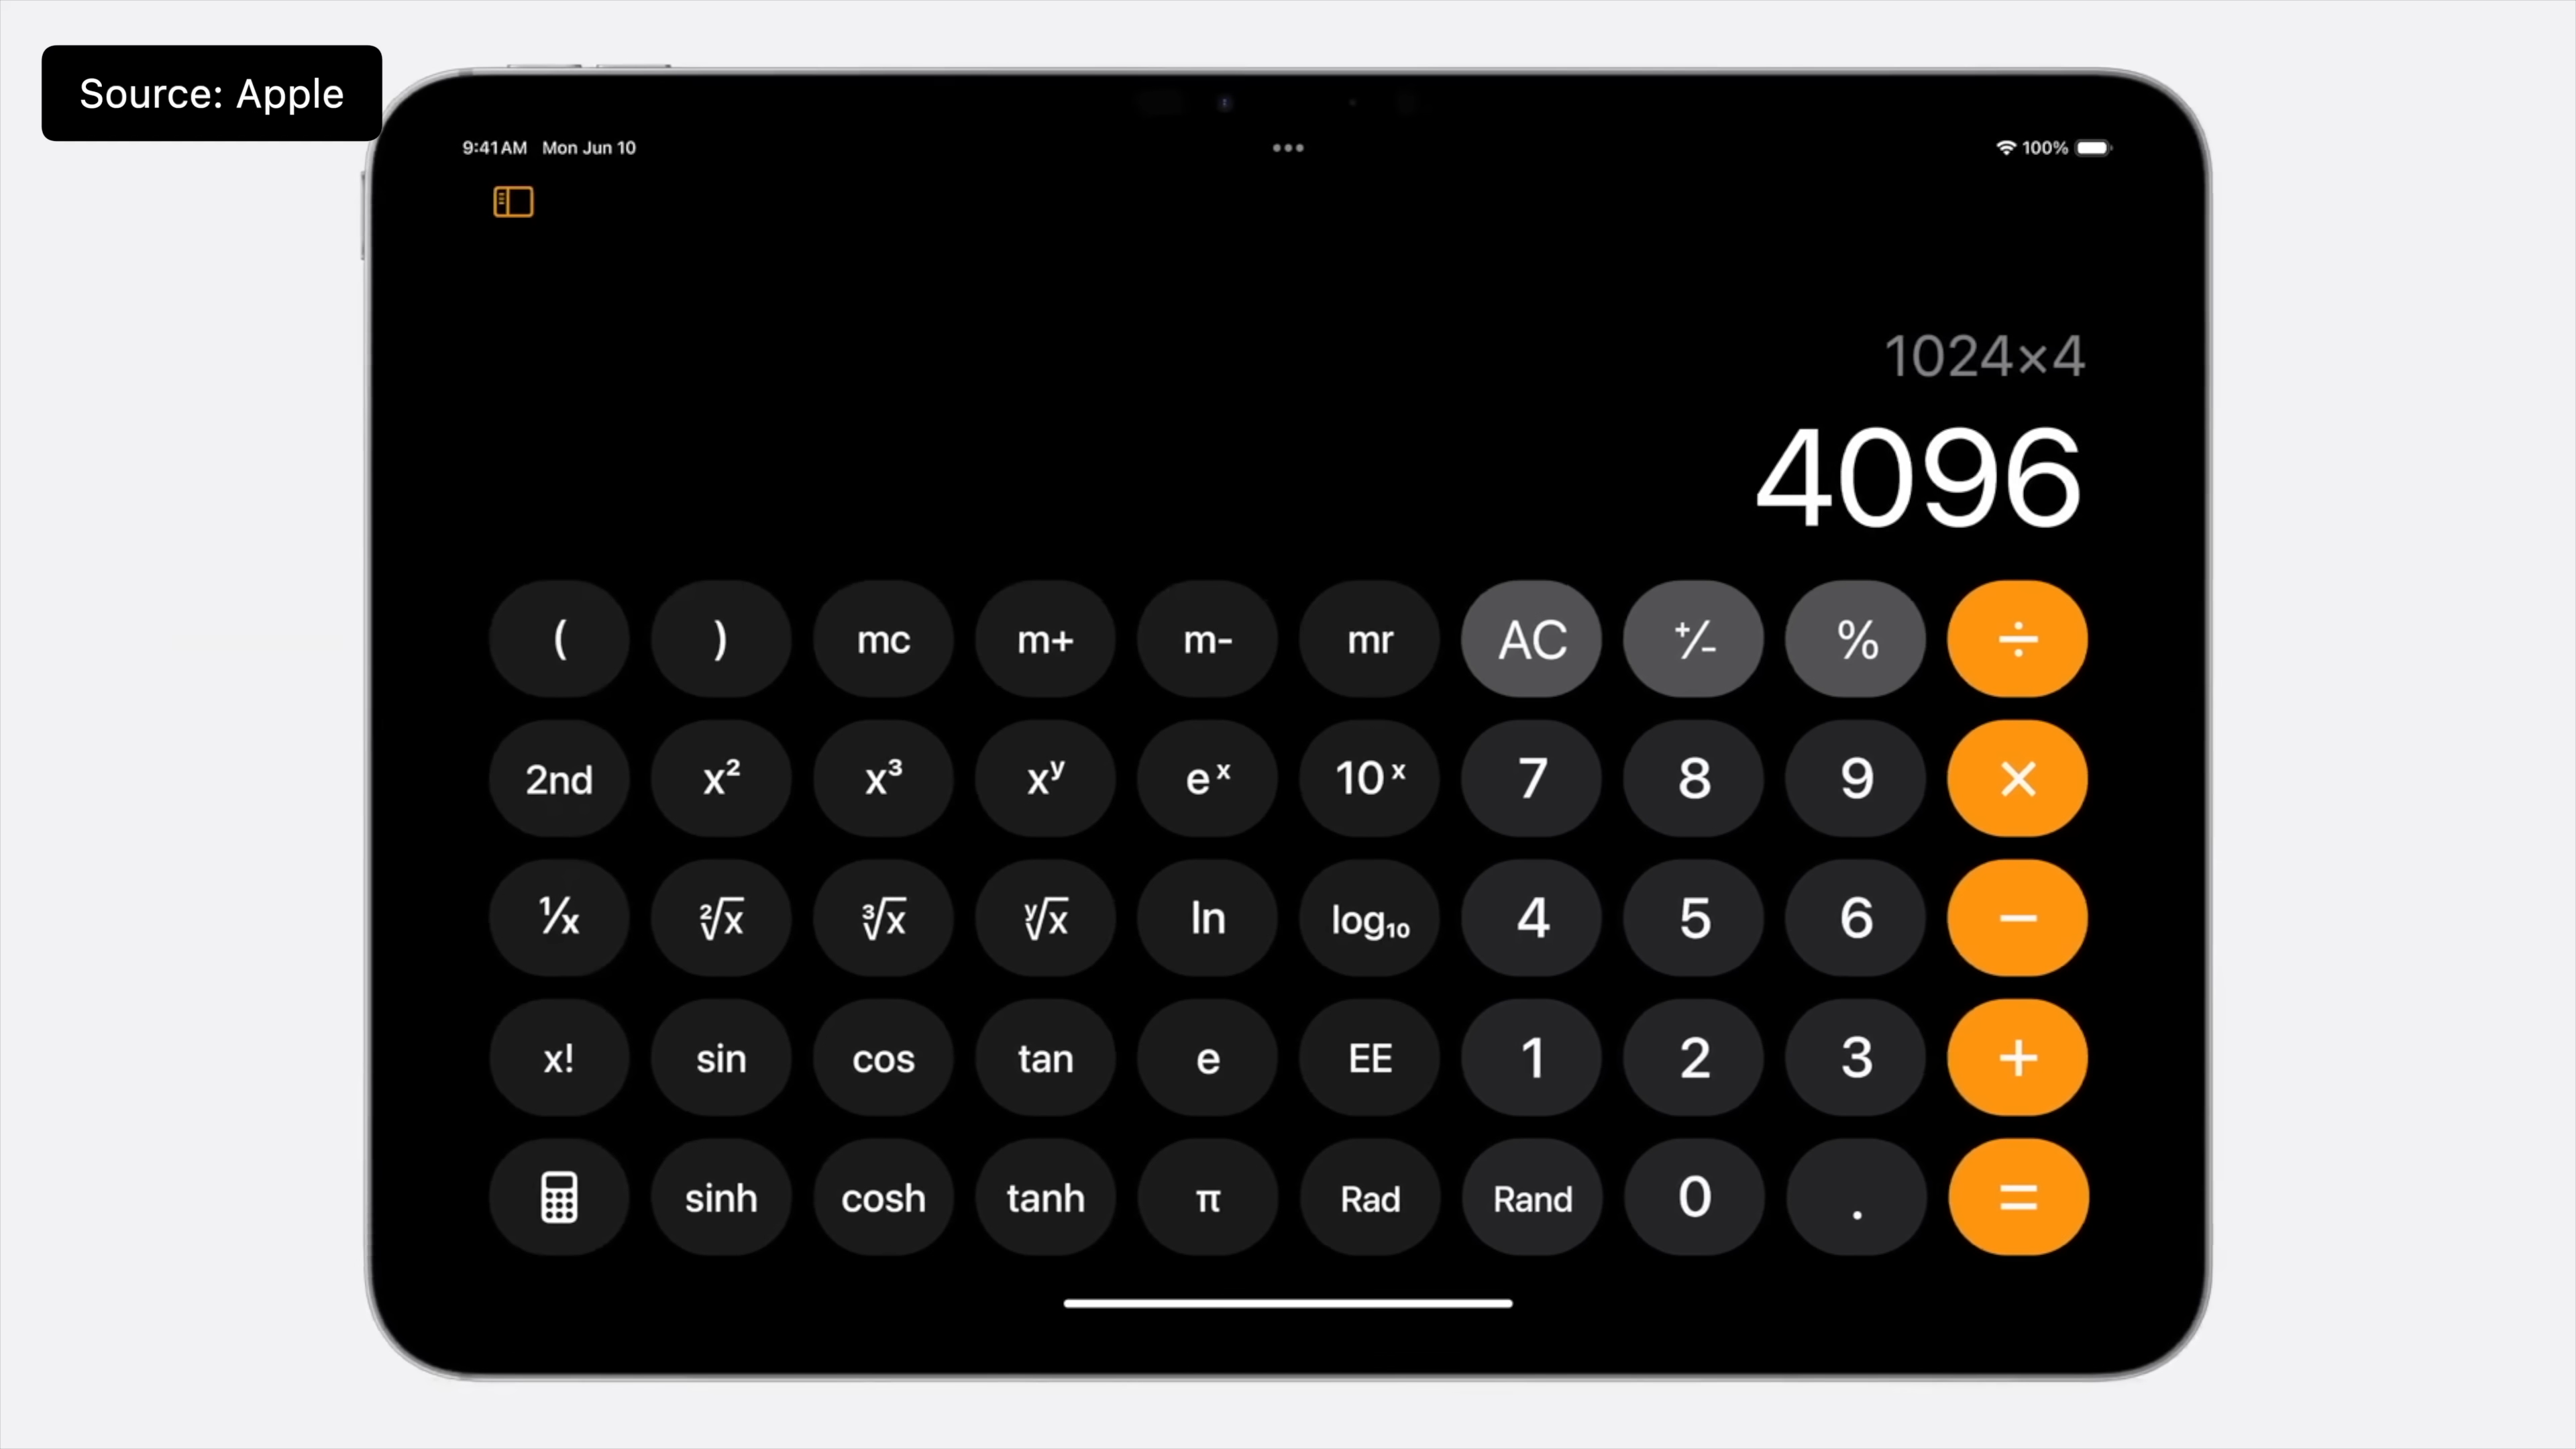 Source: Apple
9:41 AM Mon Jun 10
100%
1024×4
4096
( ) mc m+ m- mr AC +/- % ÷
2nd x² x³ xʸ eˣ 10ˣ 7 8 9 ×
1/x ²√x ³√x ʸ√x ln log₁₀ 4 5 6 −
x! sin cos tan e EE 1 2 3 +
sinh cosh tanh π Rad Rand 0 . =